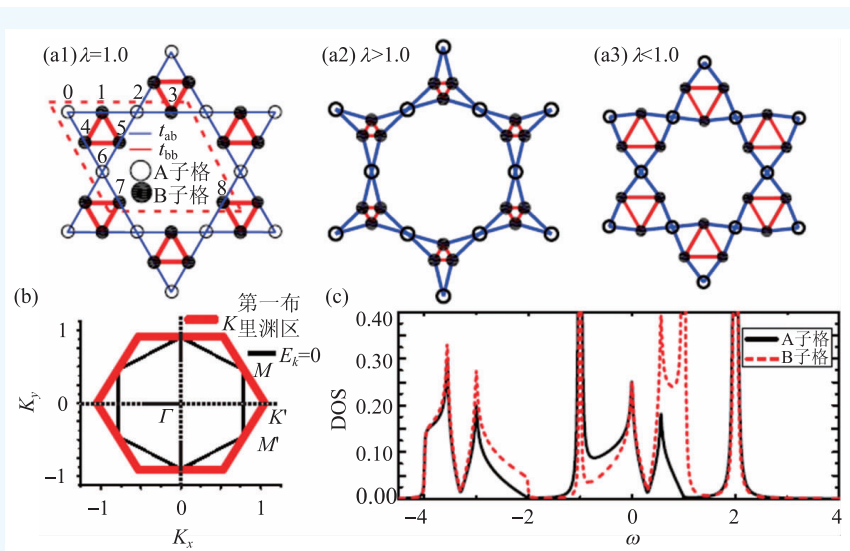 (a1) λ=1.0
(a2) λ>1.0
(a3) λ<1.0
0 1 2 3
4 5
6
7 8
t_ab
t_bb
A子格
B子格
(b)
K 第一布
里渊区
E_k=0
M
Γ
K'
M'
1
0
-1
K_y
-1 0 1
K_x
(c)
0.40
0.30
0.20
0.10
0.00
DOS
A子格
B子格
-4 -2 0 2 4
ω